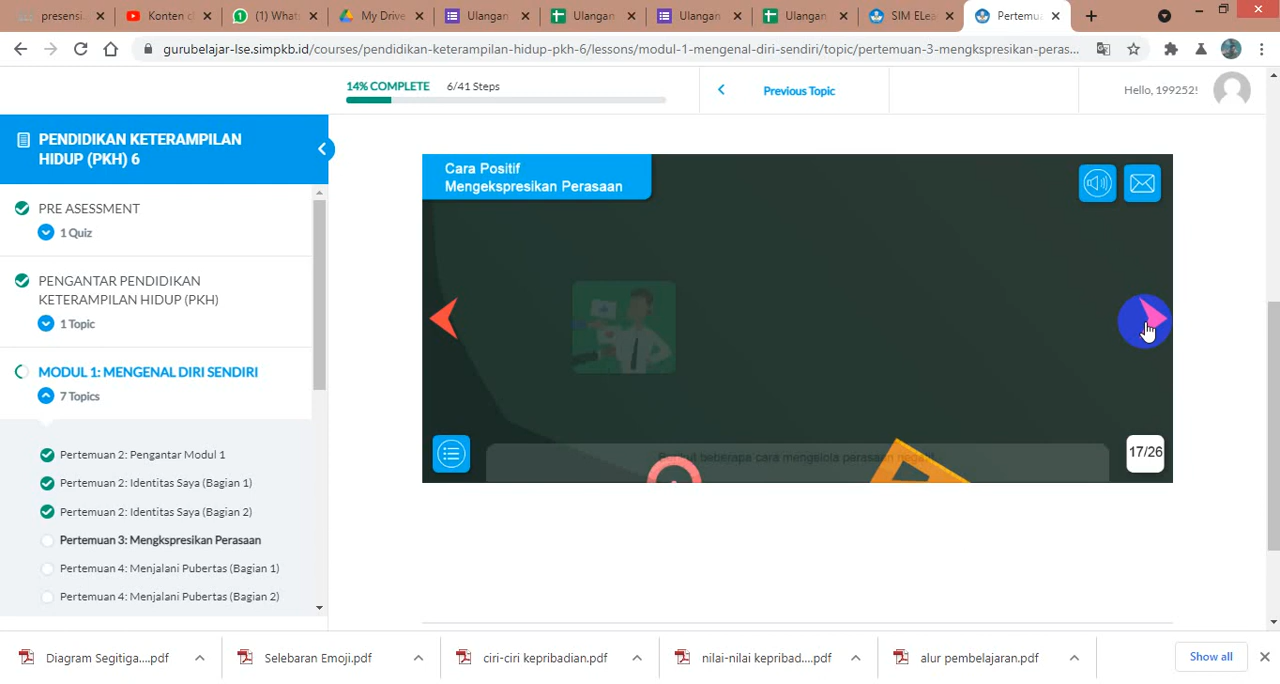 presensi
Konten c
(1) What
My Drive
Ulangan
Ulangan
Ulangan
Ulangan
SIM ELea
Pertemu
gurubelajar-lse.simpkb.id/courses/pendidikan-keterampilan-hidup-pkh-6/lessons/modul-1-mengenal-diri-sendiri/topic/pertemuan-3-mengkspresikan-peras...
14% COMPLETE 6/41 Steps
Previous Topic
Hello, 199252!
PENDIDIKAN KETERAMPILAN
HIDUP (PKH) 6
PRE ASESSMENT
1 Quiz
PENGANTAR PENDIDIKAN
KETERAMPILAN HIDUP (PKH)
1 Topic
MODUL 1: MENGENAL DIRI SENDIRI
7 Topics
Pertemuan 2: Pengantar Modul 1
Pertemuan 2: Identitas Saya (Bagian 1)
Pertemuan 2: Identitas Saya (Bagian 2)
Pertemuan 3: Mengkspresikan Perasaan
Pertemuan 4: Menjalani Pubertas (Bagian 1)
Pertemuan 4: Menjalani Pubertas (Bagian 2)
Cara Positif
Mengekspresikan Perasaan
beberapa cara mengelola perasaan
17/26
Diagram Segitiga....pdf
Selebaran Emoji.pdf
ciri-ciri kepribadian.pdf
nilai-nilai kepribad....pdf
alur pembelajaran.pdf
Show all